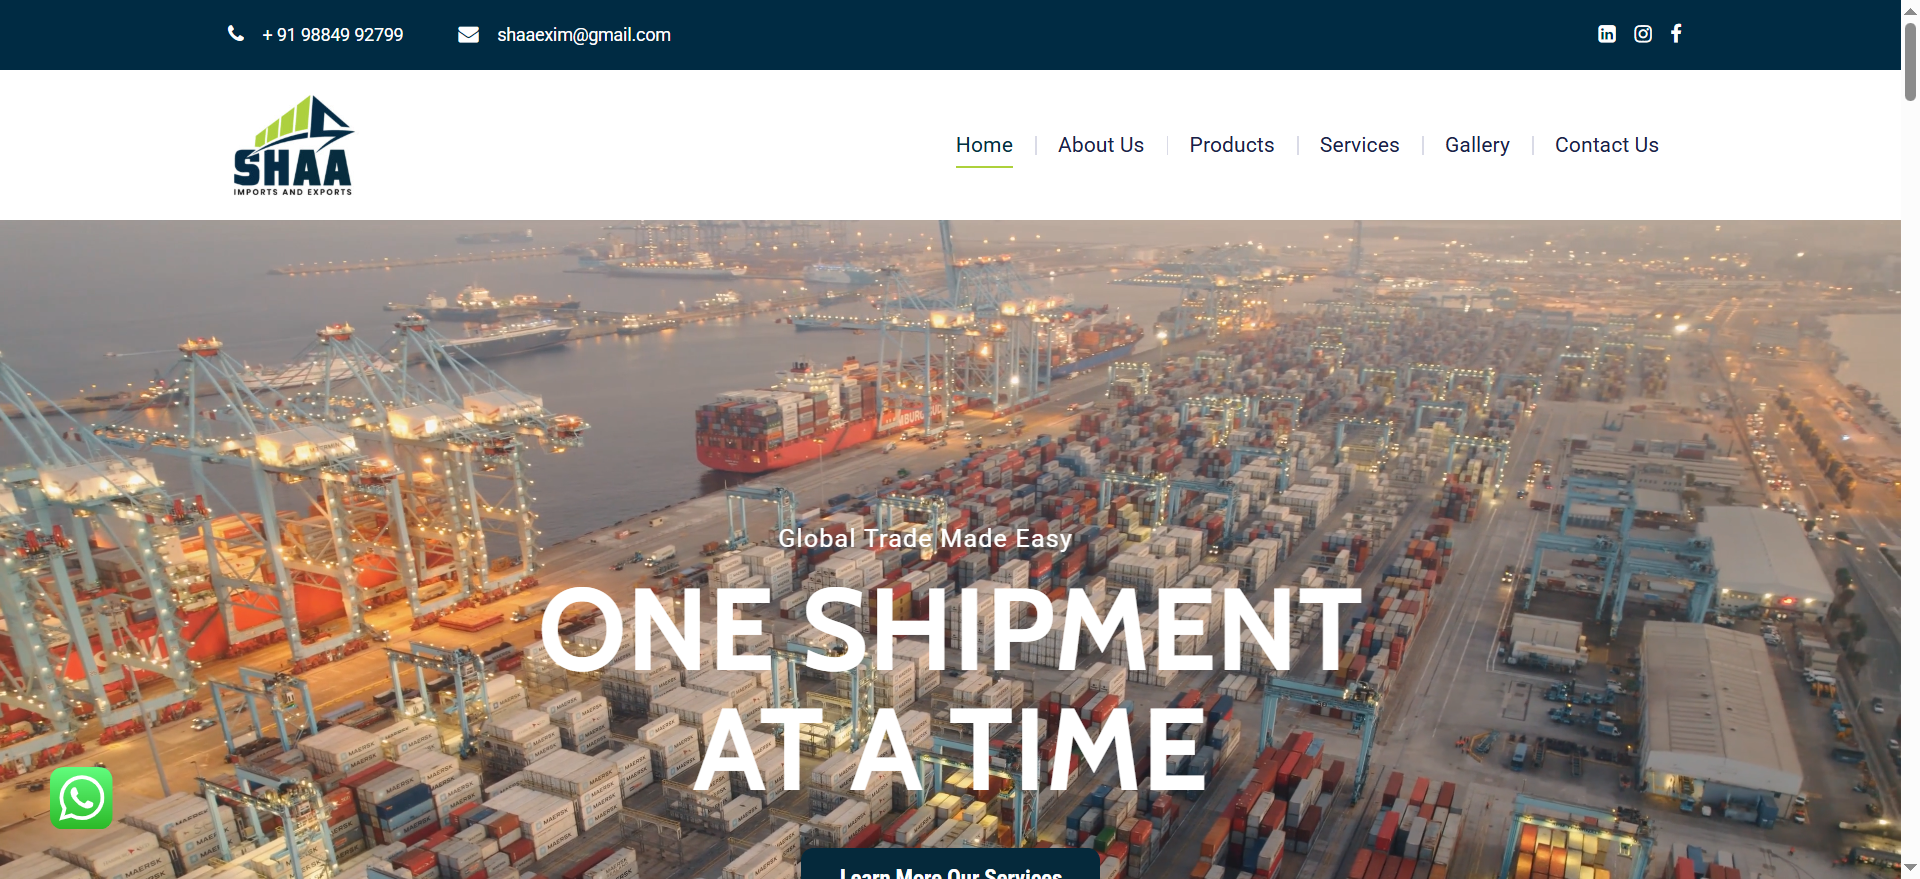 + 91 98849 92799
shaaexim@gmail.com
SHAA
IMPORTS AND EXPORTS
Home
About Us
Products
Services
Gallery
Contact Us
Global Trade Made Easy
ONE SHIPMENT
AT A TIME
Learn More Our Services